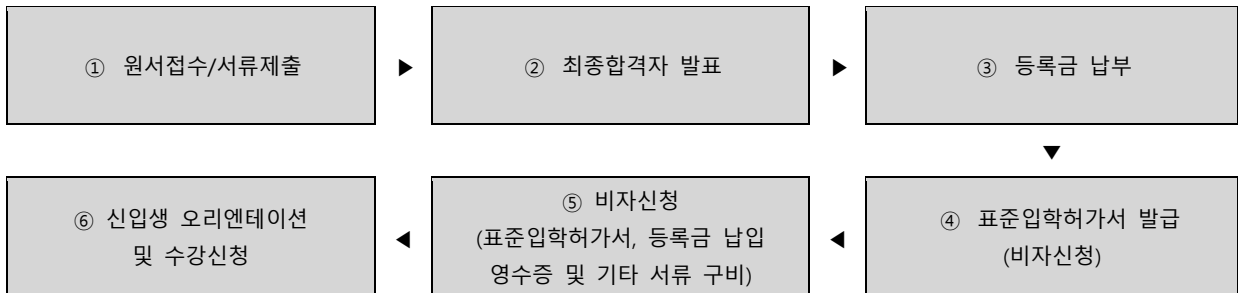 ① 원서접수/서류제출
▶
② 최종합격자 발표
▶
③ 등록금 납부
▼
④ 표준입학허가서 발급
(비자신청)
◀
⑤ 비자신청
(표준입학허가서, 등록금 납입
영수증 및 기타 서류 구비)
◀
⑥ 신입생 오리엔테이션
및 수강신청